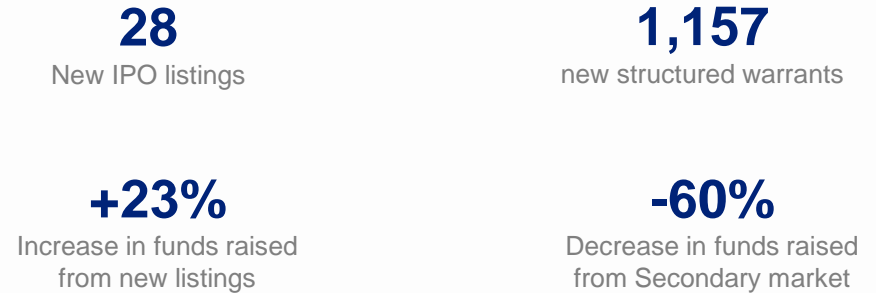 28
New IPO listings
1,157
new structured warrants
+23%
Increase in funds raised
from new listings
-60%
Decrease in funds raised
from Secondary market